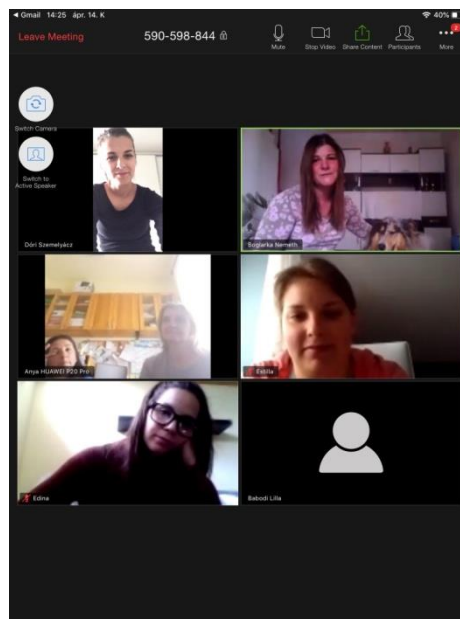 Gmail 14:25 ápr. 14. K 40%
Leave Meeting 590-598-844
Mute Stop Video Share Content Participants More
2
Switch Camera
Switch to
Active Speaker
Dóri Szemelyácz
Boglarka Nemeth
Anya HUAWEI P20 Pro
Edina
Babodi Lilla